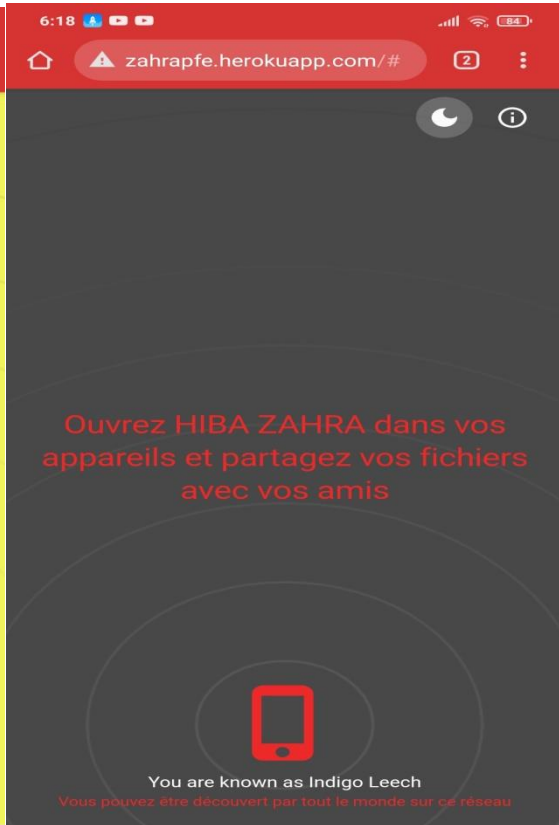 6:18
84
zahrapfe.herokuapp.com/#
2
Ouvrez HIBA ZAHRA dans vos
appareils et partagez vos fichiers
avec vos amis
You are known as Indigo Leech
Vous pouvez être découvert par tout le monde sur ce réseau